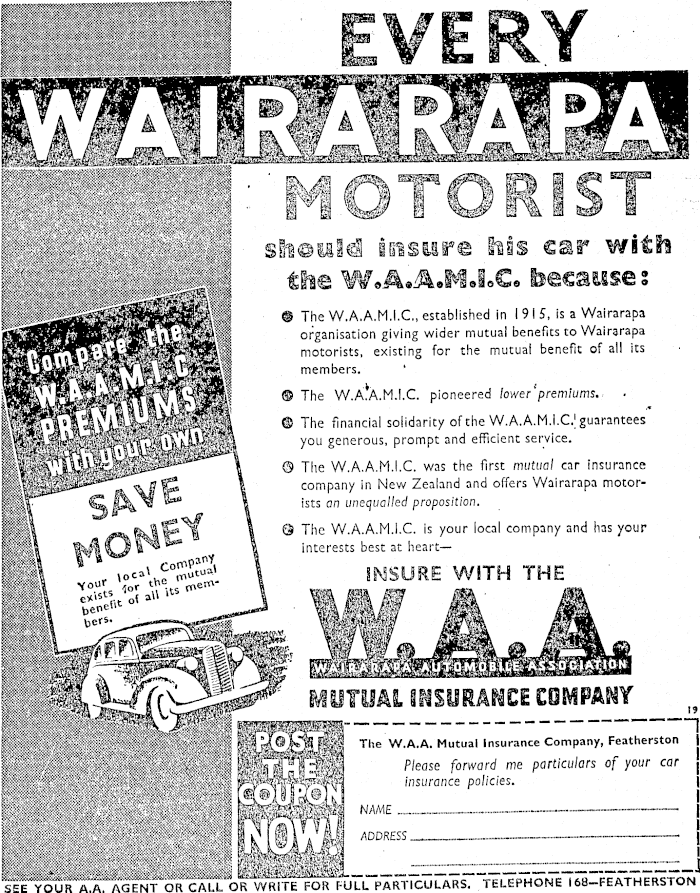 EVERY
WAIRARAPA
MOTORIST
should insure his car with
the W.A.A.M.I.C. because:
The W.A.A.M.I.C., established in 1915, is a Wairarapa
organisation giving wider mutual benefits to Wairarapa
motorists, existing for the mutual benefit of all its
members.
The W.A.A.M.I.C. pioneered lower premiums.
The financial solidarity of the W.A.A.M.I.C. guarantees
you generous, prompt and efficient service.
The W.A.A.M.I.C. was the first mutual car insurance
company in New Zealand and offers Wairarapa motor-
ists an unequalled proposition.
The W.A.A.M.I.C. is your local company and has your
interests best at heart—
Compare the
W.A.A.M.I.C
PREMIUMS
with your own
SAVE
MONEY
Your local Company
exists for the mutual
benefit of all its mem-
bers.
INSURE WITH THE
W.A.A.
WAIRARAPA AUTOMOBILE ASSOCIATION
MUTUAL INSURANCE COMPANY
19
POST
THE
COUPON
NOW!
The W.A.A. Mutual Insurance Company, Featherston
Please forward me particulars of your car
insurance policies.
NAME
ADDRESS
SEE YOUR A.A. AGENT OR CALL OR WRITE FOR FULL PARTICULARS. TELEPHONE 168—FEATHERSTON